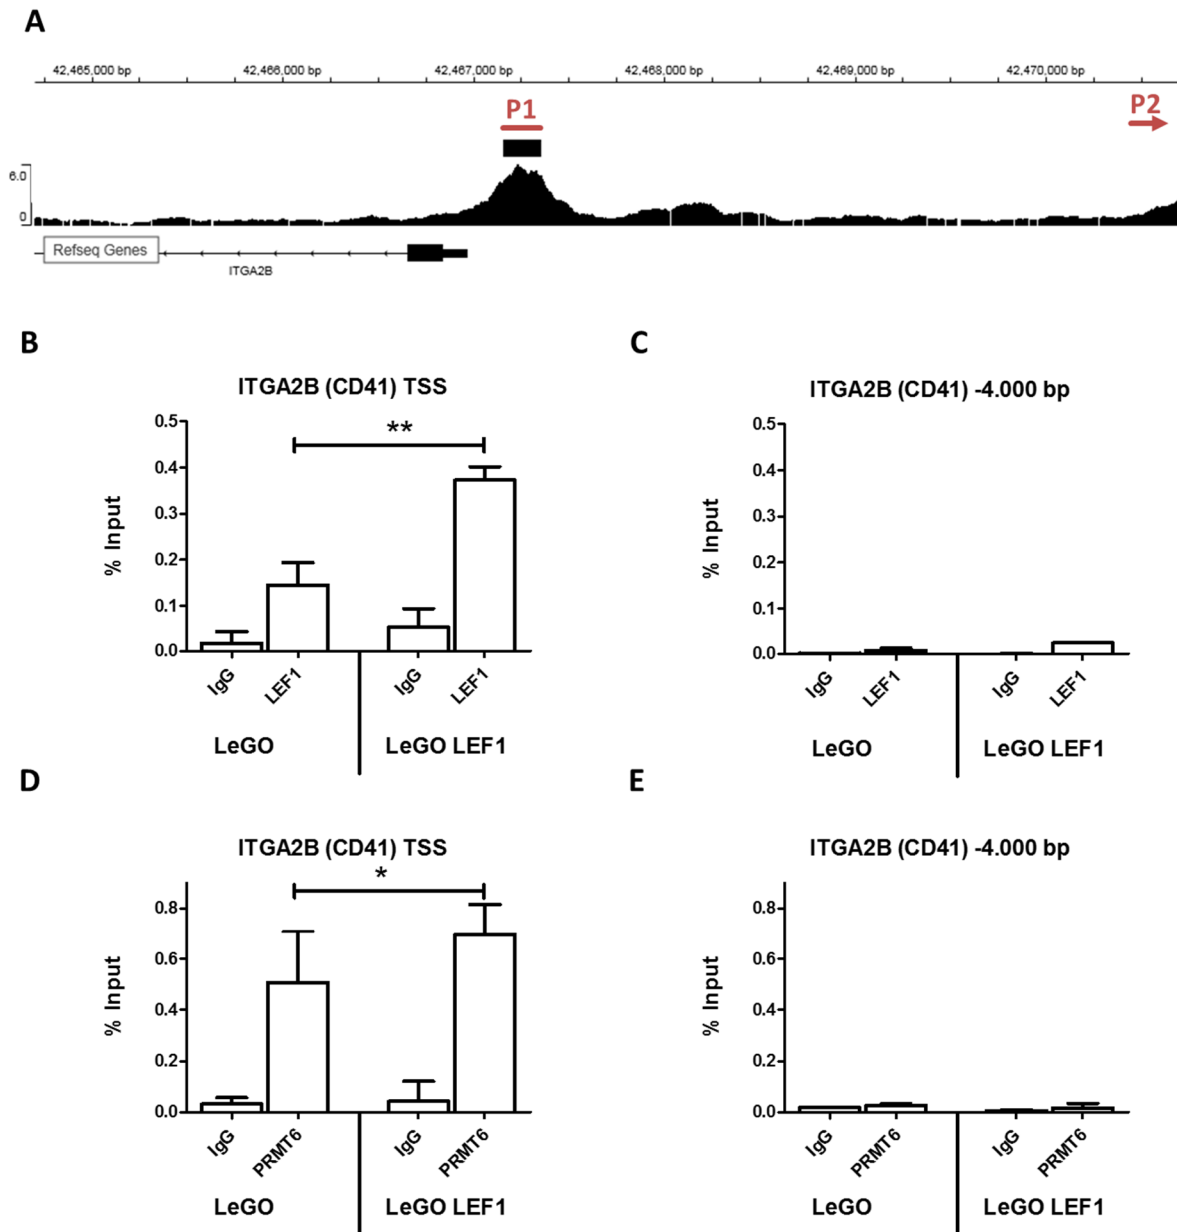 A
42,465,000 bp 42,466,000 bp 42,467,000 bp 42,468,000 bp 42,469,000 bp 42,470,000 bp
P1 P2
6.0
0
Refseq Genes
ITGA2B
B
ITGA2B (CD41) TSS
**
% Input
0.5
0.4
0.3
0.2
0.1
0.0
IgG LEF1 IgG LEF1
LeGO LeGO LEF1
C
ITGA2B (CD41) -4.000 bp
% Input
0.5
0.4
0.3
0.2
0.1
0.0
IgG LEF1 IgG LEF1
LeGO LeGO LEF1
D
ITGA2B (CD41) TSS
*
% Input
0.8
0.6
0.4
0.2
0.0
IgG PRMT6 IgG PRMT6
LeGO LeGO LEF1
E
ITGA2B (CD41) -4.000 bp
% Input
0.8
0.6
0.4
0.2
0.0
IgG PRMT6 IgG PRMT6
LeGO LeGO LEF1